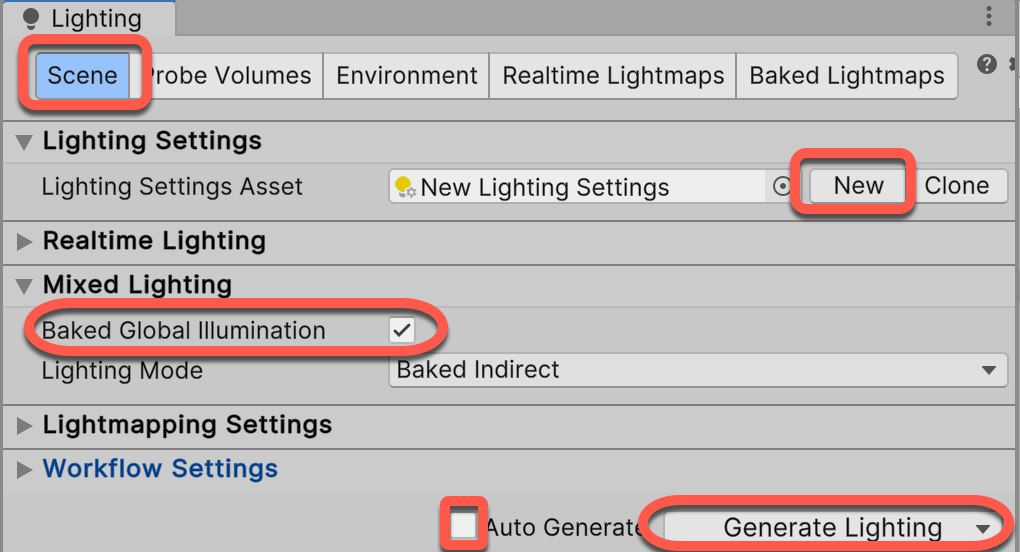 Lighting
Scene Probe Volumes Environment Realtime Lightmaps Baked Lightmaps
Lighting Settings
Lighting Settings Asset New Lighting Settings New Clone
Realtime Lighting
Mixed Lighting
Baked Global Illumination
Lighting Mode Baked Indirect
Lightmapping Settings
Workflow Settings
Auto Generate Generate Lighting